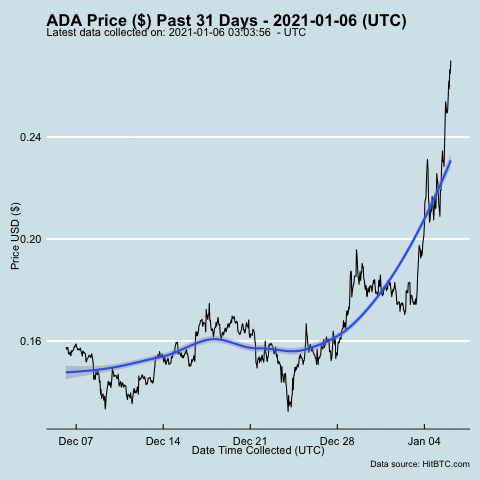 ADA Price ($) Past 31 Days - 2021-01-06 (UTC)
Latest data collected on: 2021-01-06 03:03:56 - UTC
Price USD ($)
0.24
0.20
0.16
Dec 07 Dec 14 Dec 21 Dec 28 Jan 04
Date Time Collected (UTC)
Data source: HitBTC.com